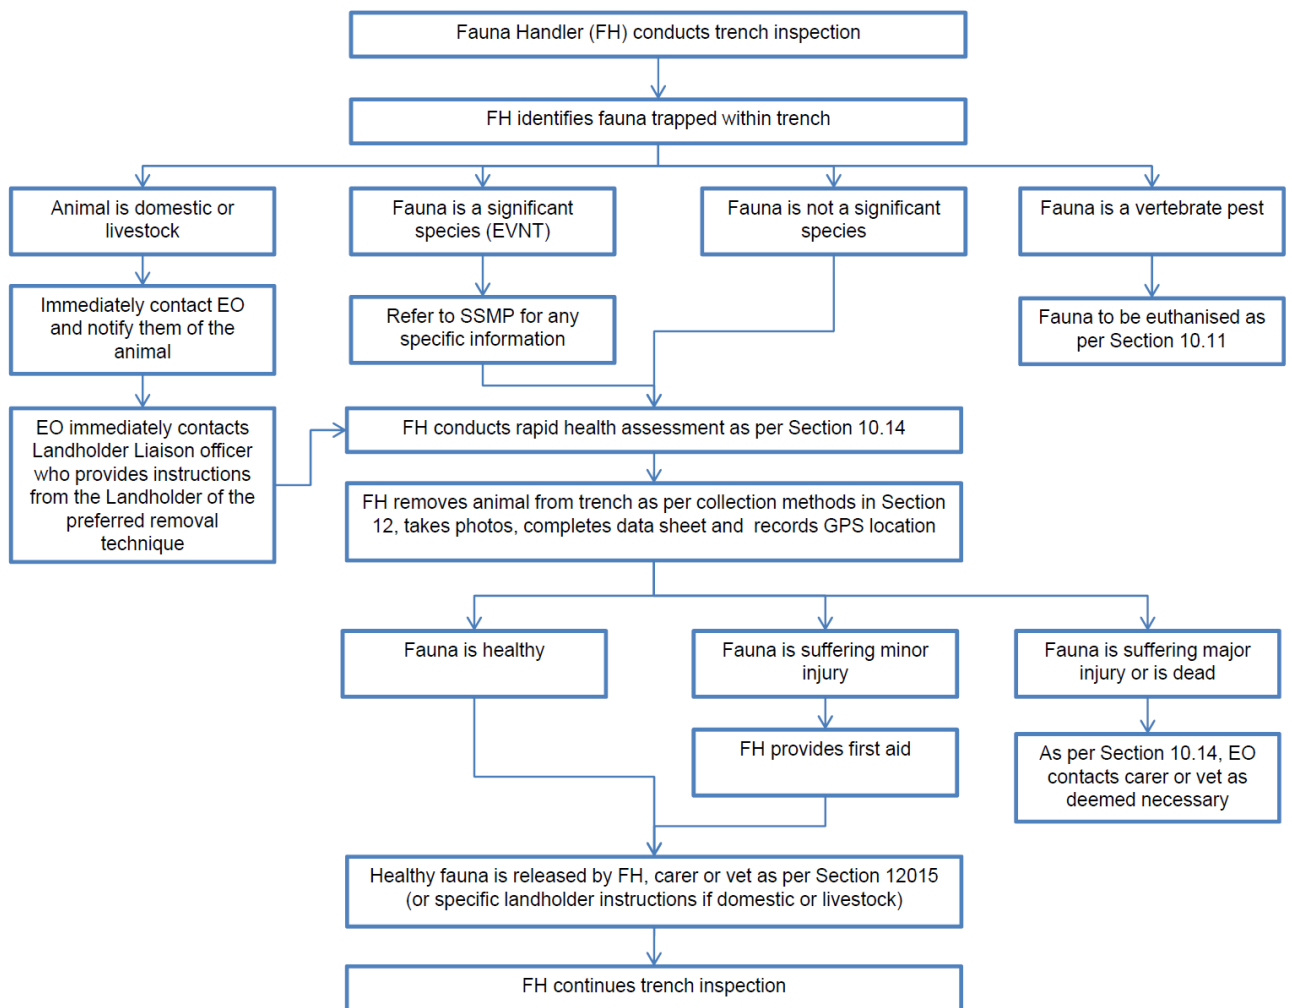 Fauna Handler (FH) conducts trench inspection
FH identifies fauna trapped within trench
Animal is domestic or
livestock
Fauna is a significant
species (EVNT)
Fauna is not a significant
species
Fauna is a vertebrate pest
Immediately contact EO
and notify them of the
animal
Refer to SSMP for any
specific information
Fauna to be euthanised as
per Section 10.11
EO immediately contacts
Landholder Liaison officer
who provides instructions
from the Landholder of the
preferred removal
technique
FH conducts rapid health assessment as per Section 10.14
FH removes animal from trench as per collection methods in Section
12, takes photos, completes data sheet and records GPS location
Fauna is healthy
Fauna is suffering minor
injury
Fauna is suffering major
injury or is dead
FH provides first aid
As per Section 10.14, EO
contacts carer or vet as
deemed necessary
Healthy fauna is released by FH, carer or vet as per Section 12015
(or specific landholder instructions if domestic or livestock)
FH continues trench inspection